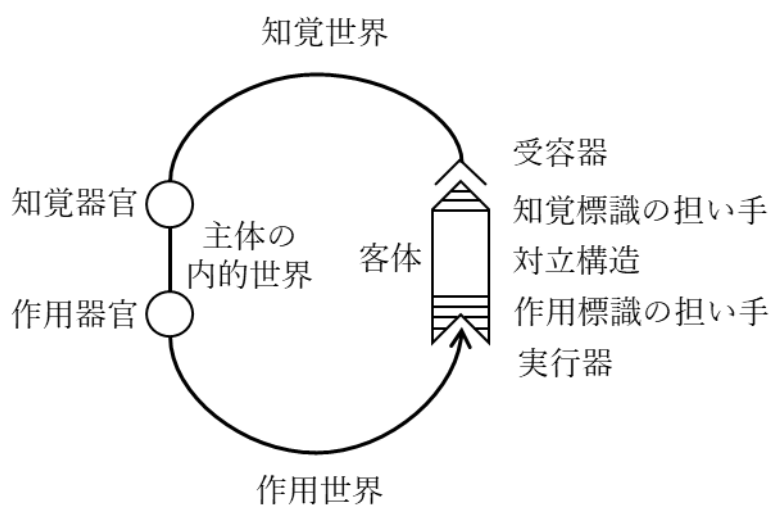 知覚世界
受容器
知覚器官
知覚標識の担い手
主体の
内的世界
客体
対立構造
作用器官
作用標識の担い手
実行器
作用世界